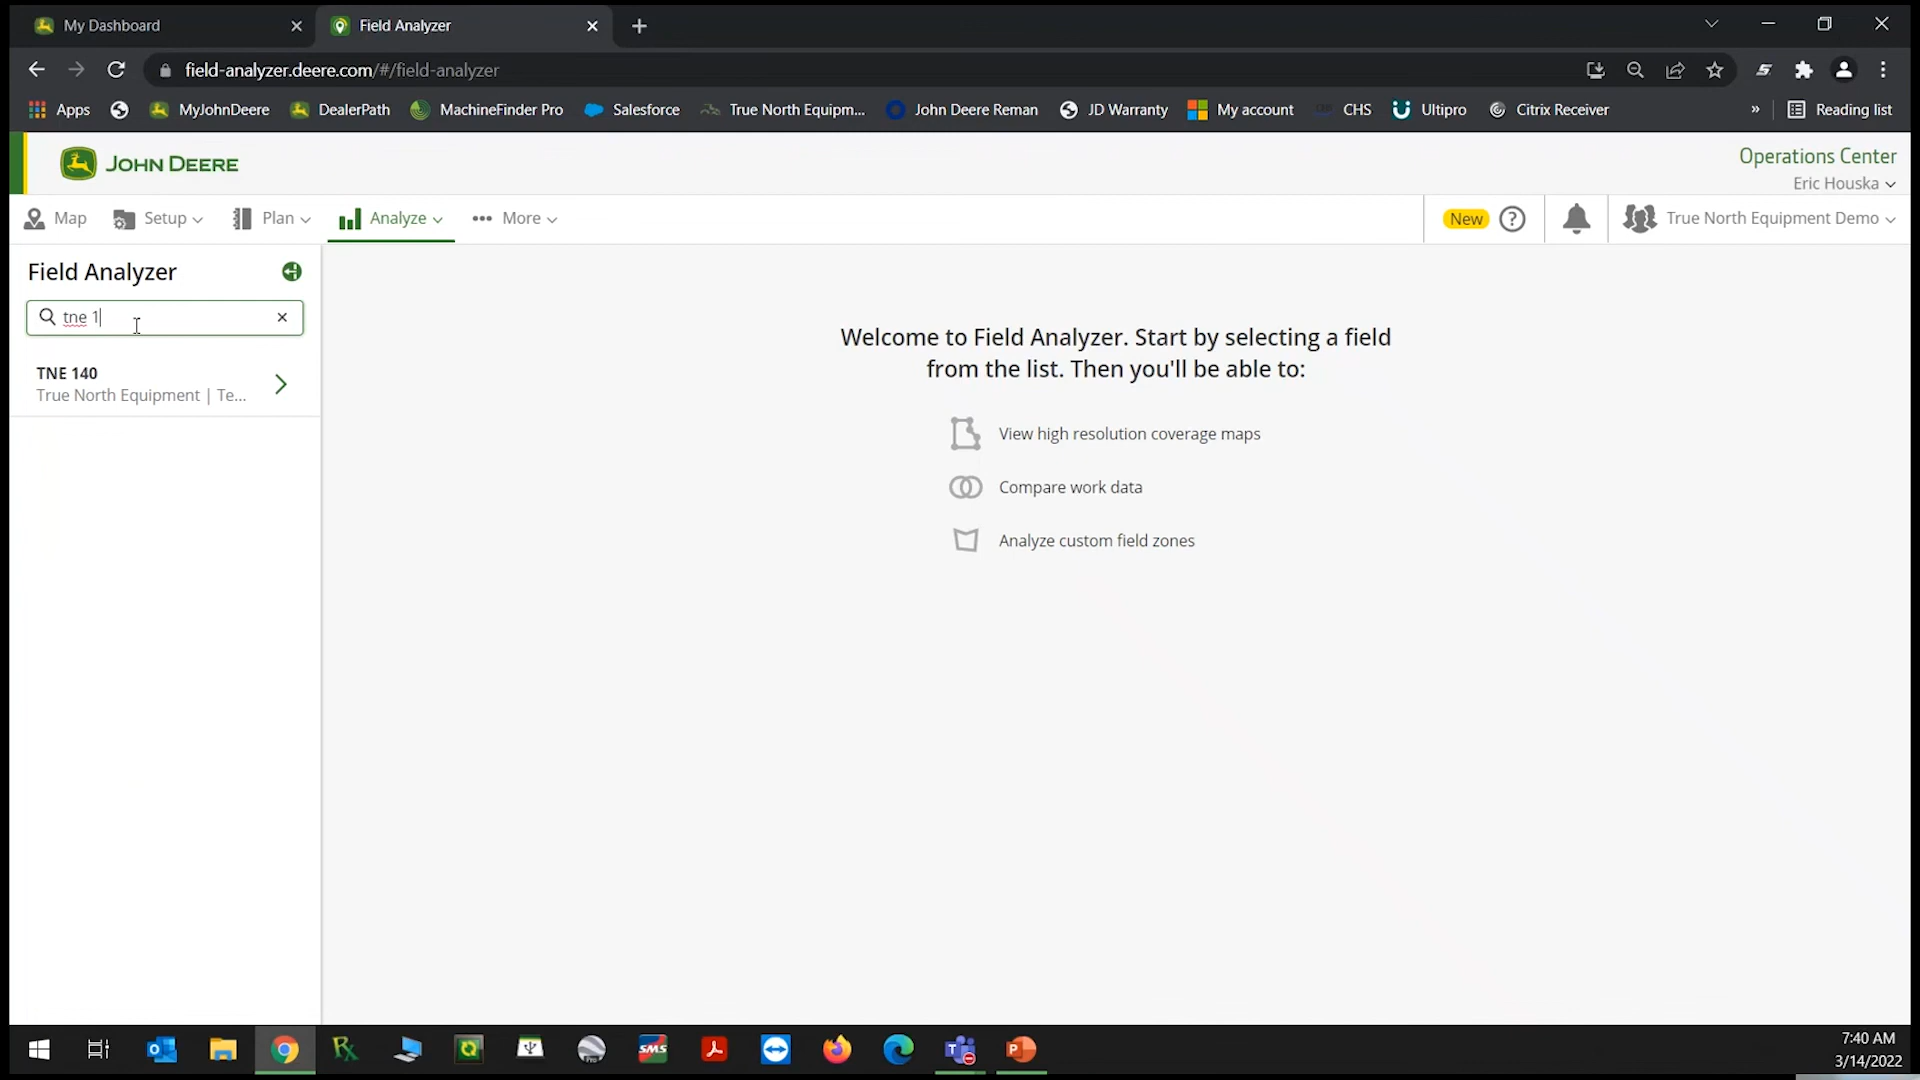 My Dashboard
Field Analyzer
field-analyzer.deere.com/#/field-analyzer
Apps
MyJohnDeere
DealerPath
MachineFinder Pro
Salesforce
True North Equipm...
John Deere Reman
JD Warranty
My account
CHS
Ultipro
Citrix Receiver
»
Reading list
JOHN DEERE
Operations Center
Eric Houska
Map
Setup
Plan
Analyze
More
New
?
True North Equipment Demo
Field Analyzer
tne 1
TNE 140
True North Equipment | Te...
Welcome to Field Analyzer. Start by selecting a field
from the list. Then you'll be able to:
View high resolution coverage maps
Compare work data
Analyze custom field zones
SMS
7:40 AM
3/14/2022